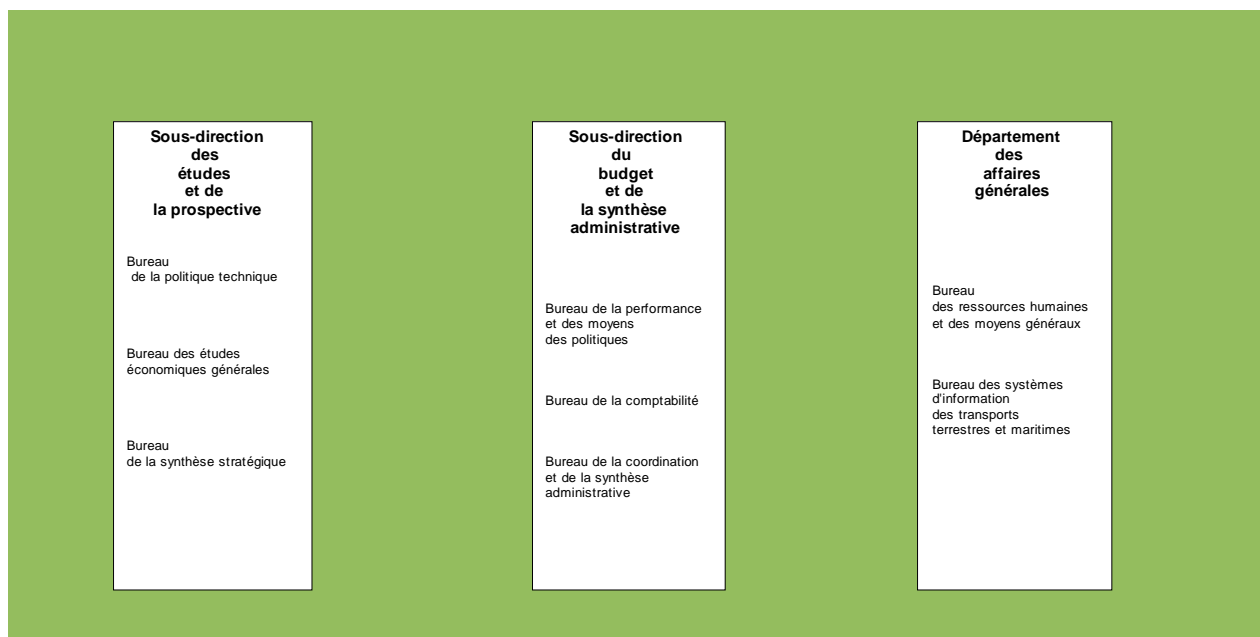 Sous-direction
des
études
et de
la prospective
Bureau
de la politique technique
Bureau des études
économiques générales
Bureau
de la synthèse stratégique
Sous-direction
du
budget
et de
la synthèse
administrative
Bureau de la performance
et des moyens
des politiques
Bureau de la comptabilité
Bureau de la coordination
et de la synthèse
administrative
Département
des
affaires
générales
Bureau
des ressources humaines
et des moyens généraux
Bureau des systèmes
d'information
des transports
terrestres et maritimes